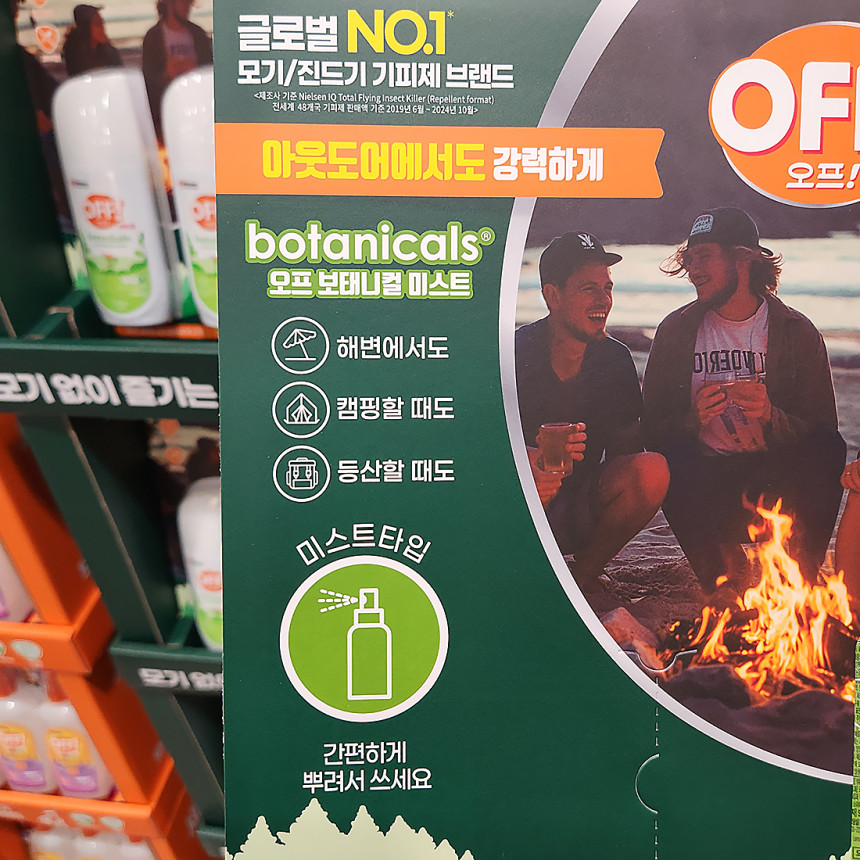 글로벌 NO.1*
모기/진드기 기피제 브랜드
<제조사 기준 Nielsen IQ Total Flying Insect Killer (Repellent format)
전세계 48개국 기피제 판매액 기준 2019년 6월 ~ 2024년 10월>
아웃도어에서도 강력하게
OFF
오프!
botanicals®
오프 보태니컬 미스트
해변에서도
캠핑할 때도
등산할 때도
미스트타입
간편하게
뿌려서 쓰세요
OFF!
OFF
모기 없이 즐기는
모기 없